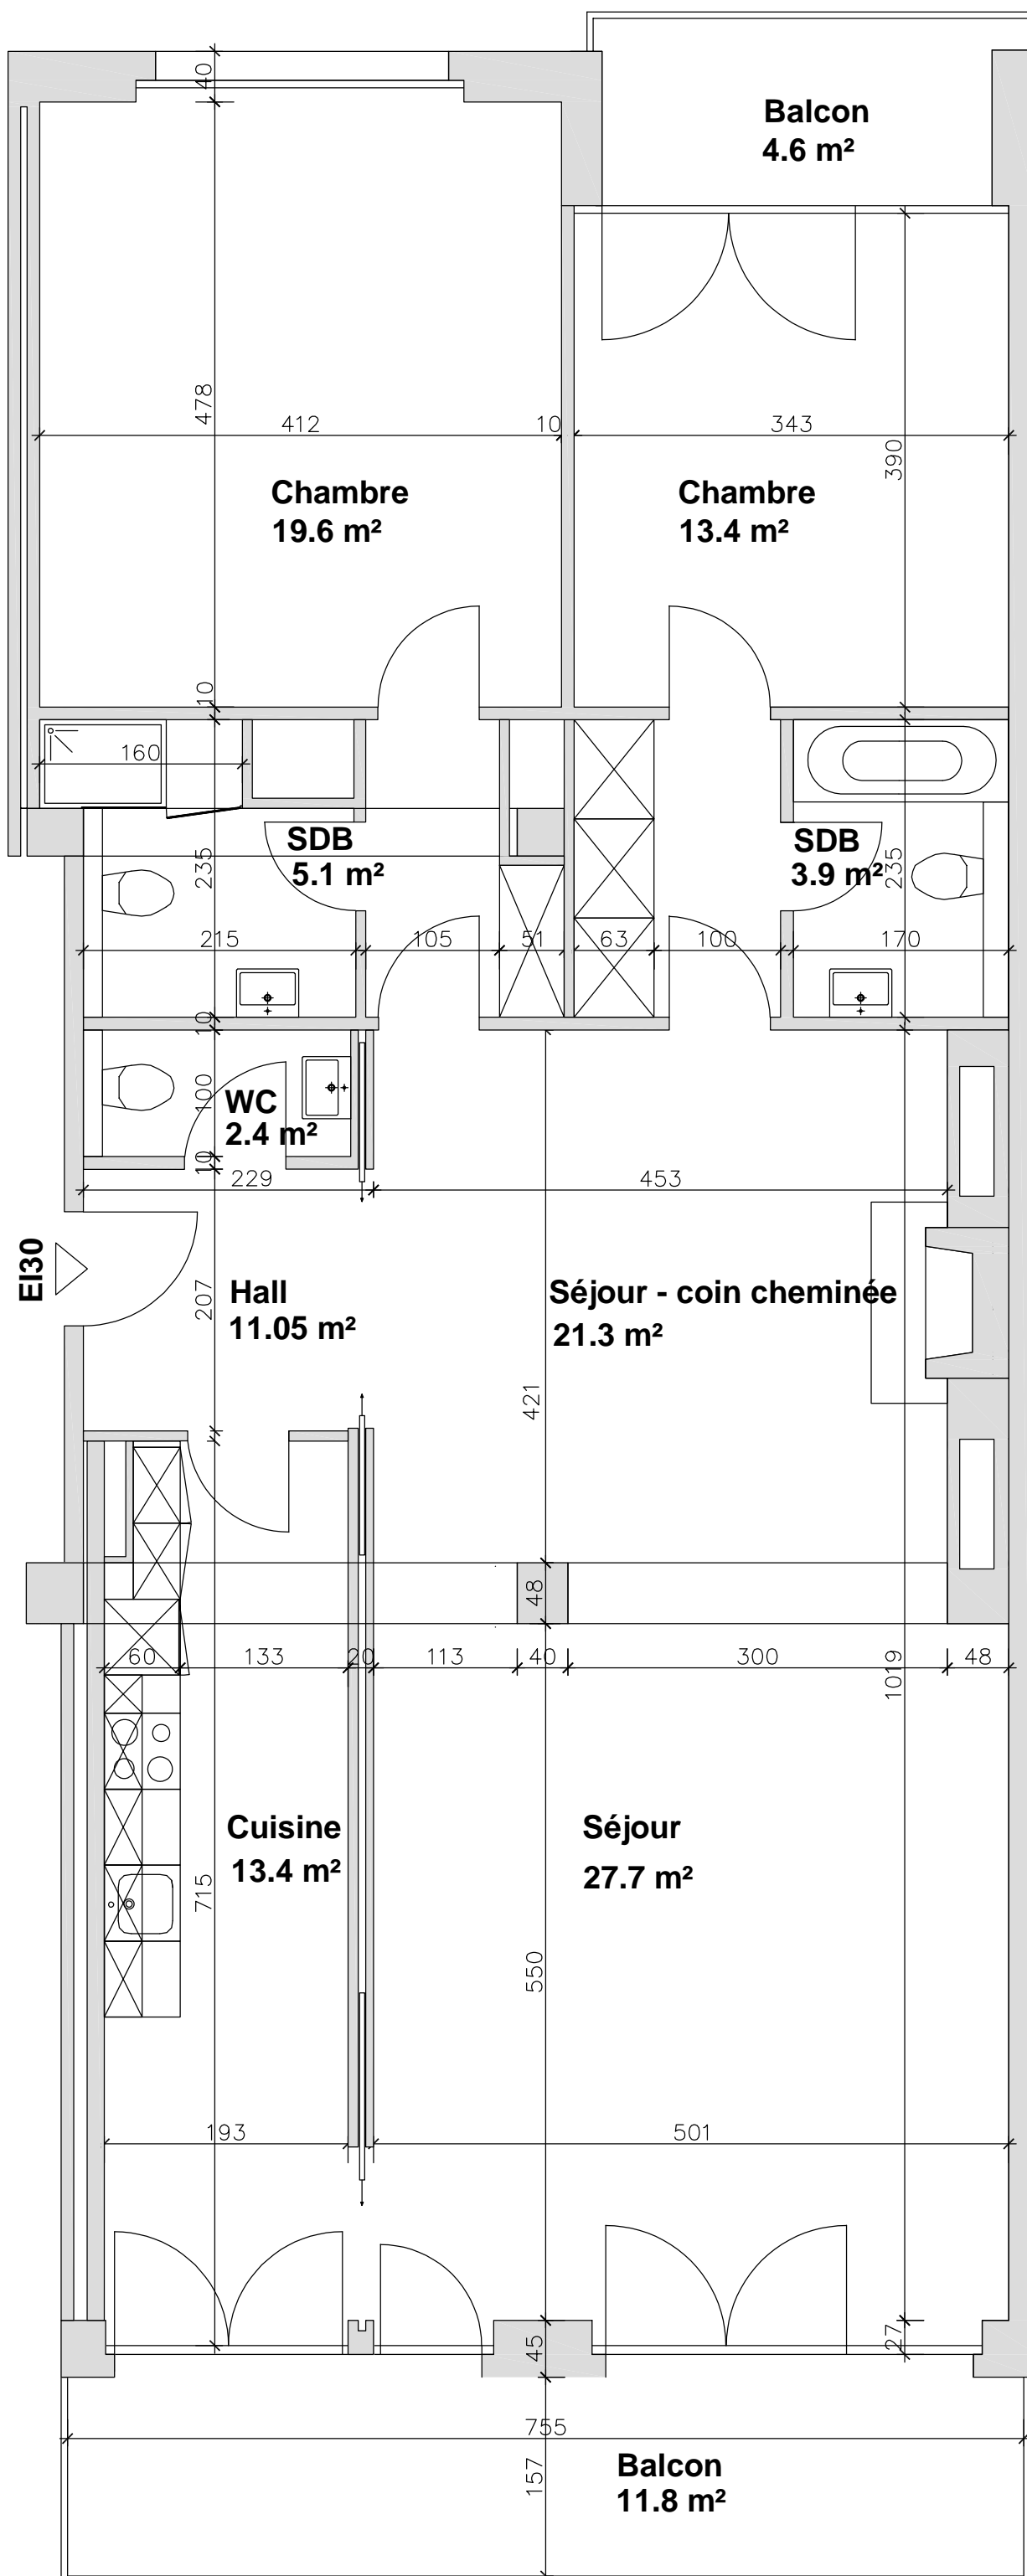 40
Balcon
4.6 m²
478
412
10
343
390
Chambre
19.6 m²
Chambre
13.4 m²
10
160
SDB
5.1 m²
SDB
3.9 m²
235
235
215
105
51
63
100
170
10
WC
2.4 m²
100
10
229
453
EI30
Hall
11.05 m²
207
Séjour - coin cheminée
21.3 m²
421
48
60
133
20
113
40
300
48
1019
Cuisine
13.4 m²
Séjour
27.7 m²
715
550
193
501
45
27
755
157
Balcon
11.8 m²